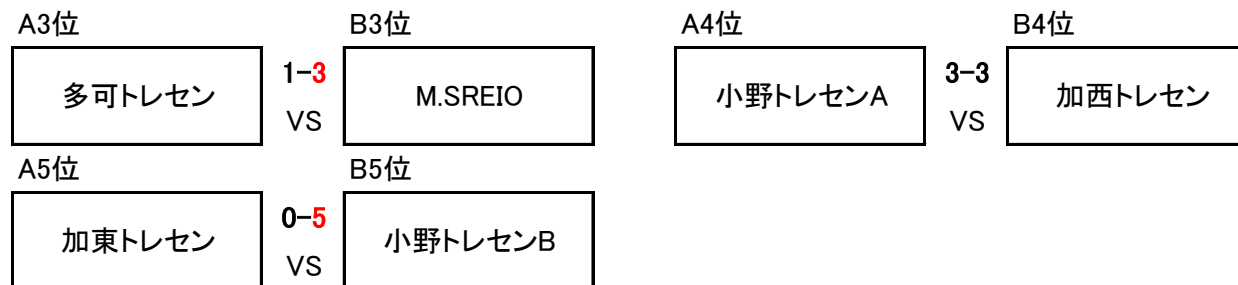 A3位 B3位 A4位 B4位
多可トレセン 1-3 VS M.SREIO 小野トレセンA 3-3 VS 加西トレセン
A5位 B5位
加東トレセン 0-5 VS 小野トレセンB